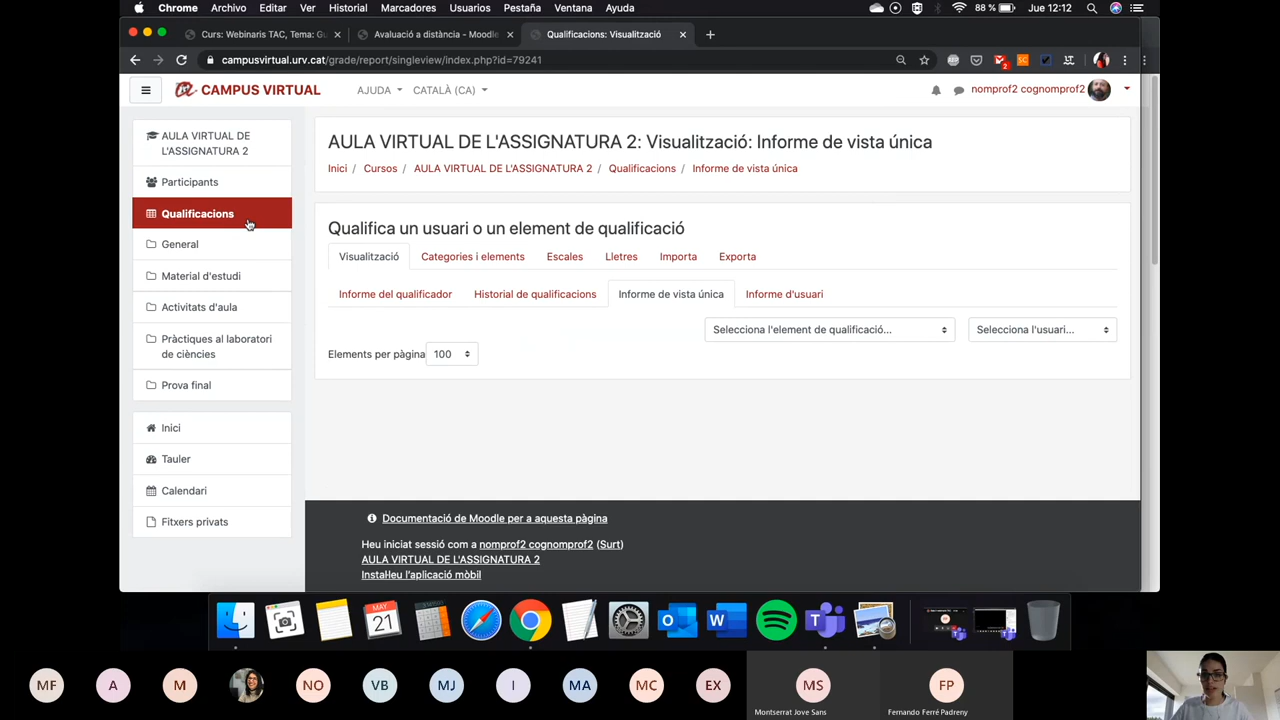 Chrome Archivo Editar Ver Historial Marcadores Usuarios Pestaña Ventana Ayuda 88 % Jue 12:12
Curs: Webinaris TAC, Tema: Gu Avaluació a distància - Moodle Qualificacions: Visualització
campusvirtual.urv.cat/grade/report/singleview/index.php?id=79241
CAMPUS VIRTUAL AJUDA CATALÀ (CA) nomprof2 cognomprof2
AULA VIRTUAL DE
L'ASSIGNATURA 2
Participants
Qualificacions
General
Material d'estudi
Activitats d'aula
Pràctiques al laboratori
de ciències
Prova final
Inici
Tauler
Calendari
Fitxers privats
AULA VIRTUAL DE L'ASSIGNATURA 2: Visualització: Informe de vista única
Inici / Cursos / AULA VIRTUAL DE L'ASSIGNATURA 2 / Qualificacions / Informe de vista única
Qualifica un usuari o un element de qualificació
Visualització Categories i elements Escales Lletres Importa Exporta
Informe del qualificador Historial de qualificacions Informe de vista única Informe d'usuari
Selecciona l'element de qualificació... Selecciona l'usuari...
Elements per pàgina 100
Documentació de Moodle per a aquesta pàgina
Heu iniciat sessió com a nomprof2 cognomprof2 (Surt)
AULA VIRTUAL DE L'ASSIGNATURA 2
Instal·leu l'aplicació mòbil
MAY
21
MF A M NO VB MJ I MA MC EX MS FP
Montserrat Jove Sans Fernando Ferré Padreny